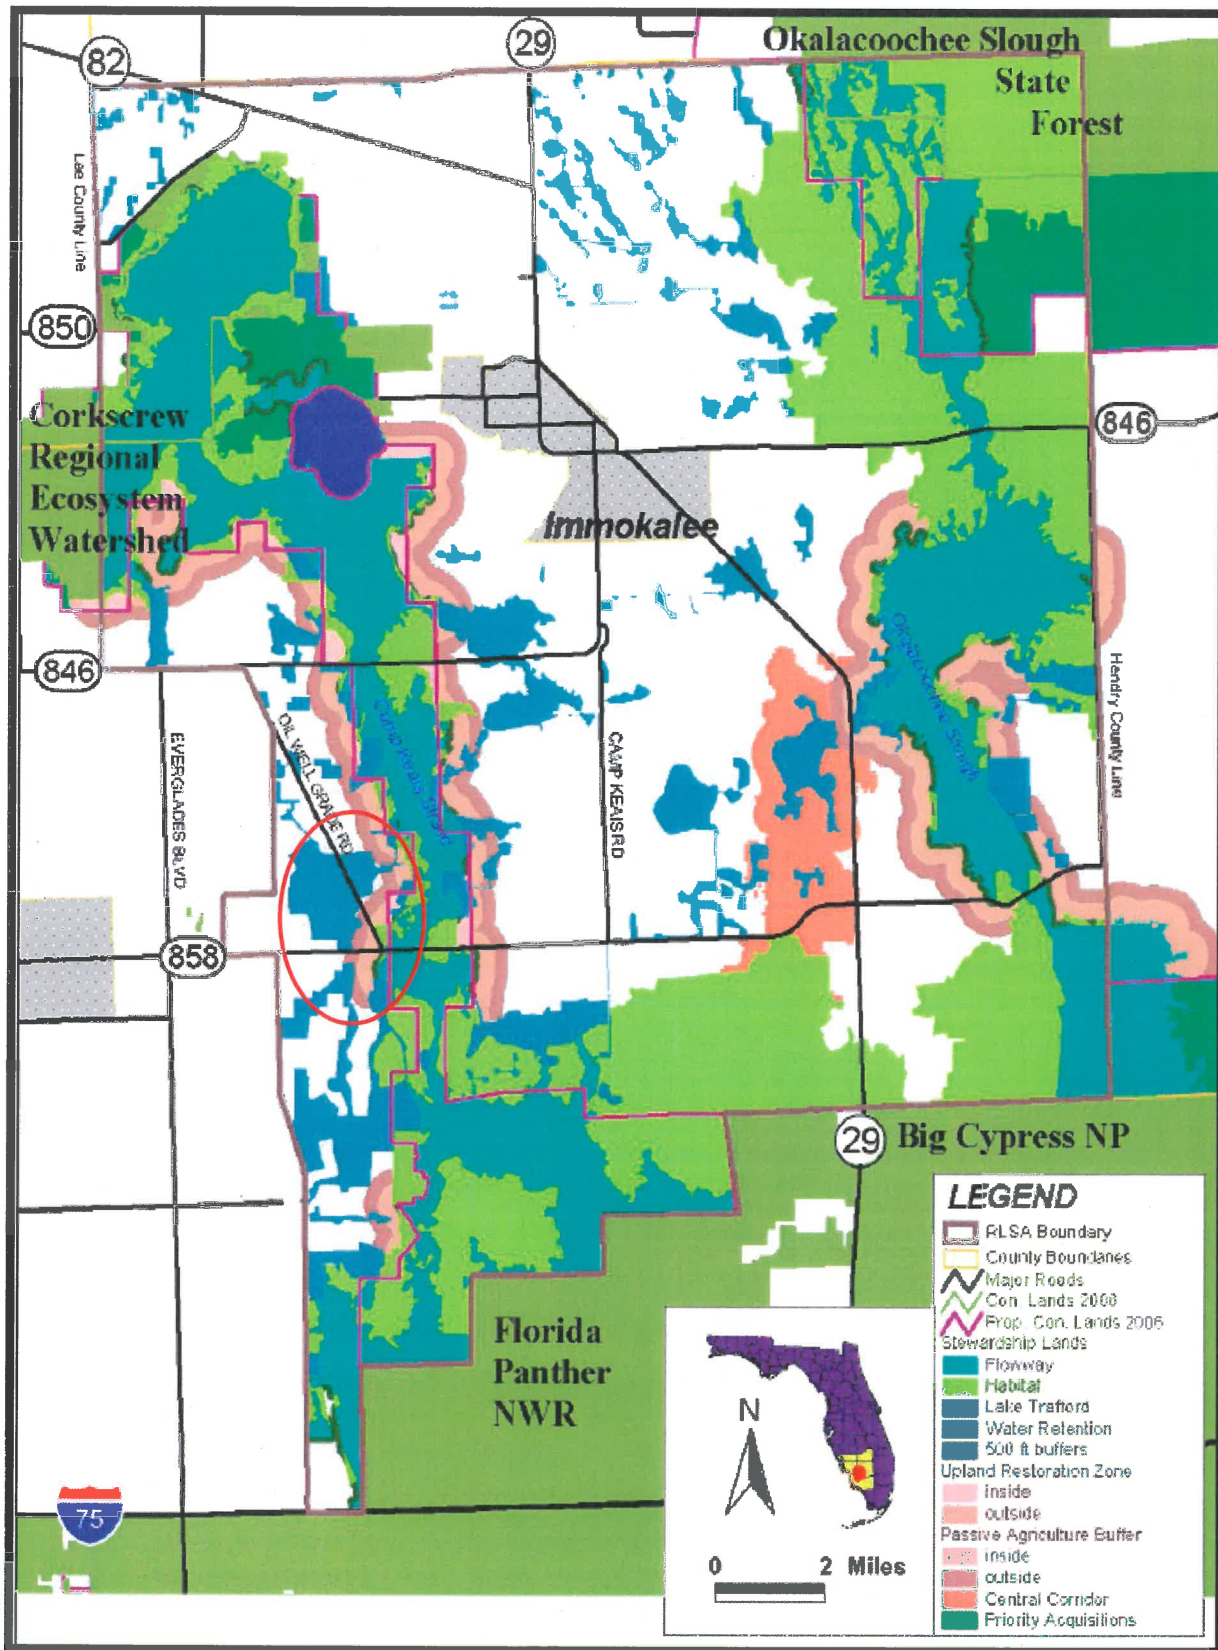 82
29
Okalacoochee Slough
State
Forest
Lee County Line
850
Corkscrew
Regional
Ecosystem
Watershed
846
Immokalee
846
Okaloacoochee Slough
Hendry County Line
EVERGLADES BLVD
OIL WELL GRADE RD
Camp Keais Strand
CAMP KEAIS RD
858
29
Big Cypress NP
Florida
Panther
NWR
75
N
0 2 Miles
LEGEND
RLSA Boundary
County Boundaries
Major Roads
Con. Lands 2006
Prop. Con. Lands 2006
Stewardship Lands
Flowway
Habitat
Lake Trafford
Water Retention
500 ft buffers
Upland Restoration Zone
inside
outside
Passive Agriculture Buffer
inside
outside
Central Corridor
Priority Acquisitions